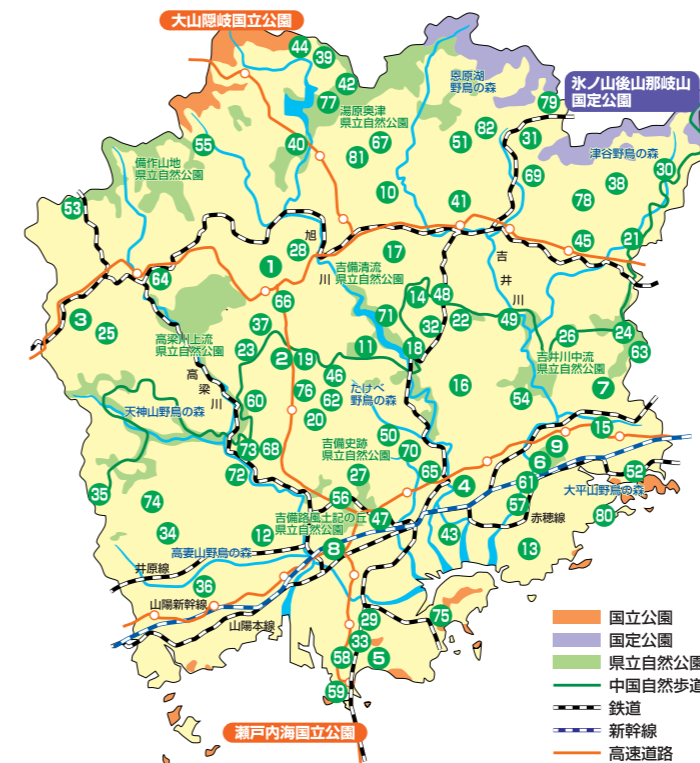 大山隠岐国立公園
44
39
42
77
湯原奥津
県立自然公園
恩原湖
野鳥の森
氷ノ山後山那岐山
国定公園
79
82
31
51
67
81
40
55
備作山地
県立自然公園
津谷野鳥の森
30
38
69
78
10
41
53
45
21
17
28
旭
川
1
吉備清流
県立自然公園
吉
井
川
64
66
14
48
3
25
37
71
32
22
49
26
24
63
高梁川上流
県立自然公園
23
2
19
11
18
吉井川中流
県立自然公園
7
高
梁
川
46
76
62
たけべ
野鳥の森
16
54
60
20
天神山野鳥の森
15
50
吉備史跡
県立自然公園
70
9
6
73
68
72
27
65
4
61
52
大平山野鳥の森
35
74
56
57
80
吉備路風土記の丘
県立自然公園
47
赤穂線
34
12
43
13
高妻山野鳥の森
8
井原線
36
山陽新幹線
山陽本線
29
75
33
58
5
59
瀬戸内海国立公園
国立公園
国定公園
県立自然公園
中国自然歩道
鉄道
新幹線
高速道路